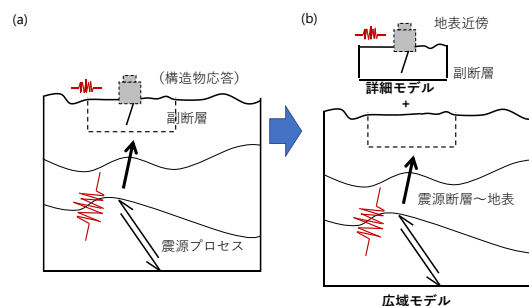 (a)
(構造物応答)
副断層
震源プロセス
(b)
地表近傍
副断層
詳細モデル
+
震源断層～地表
広域モデル